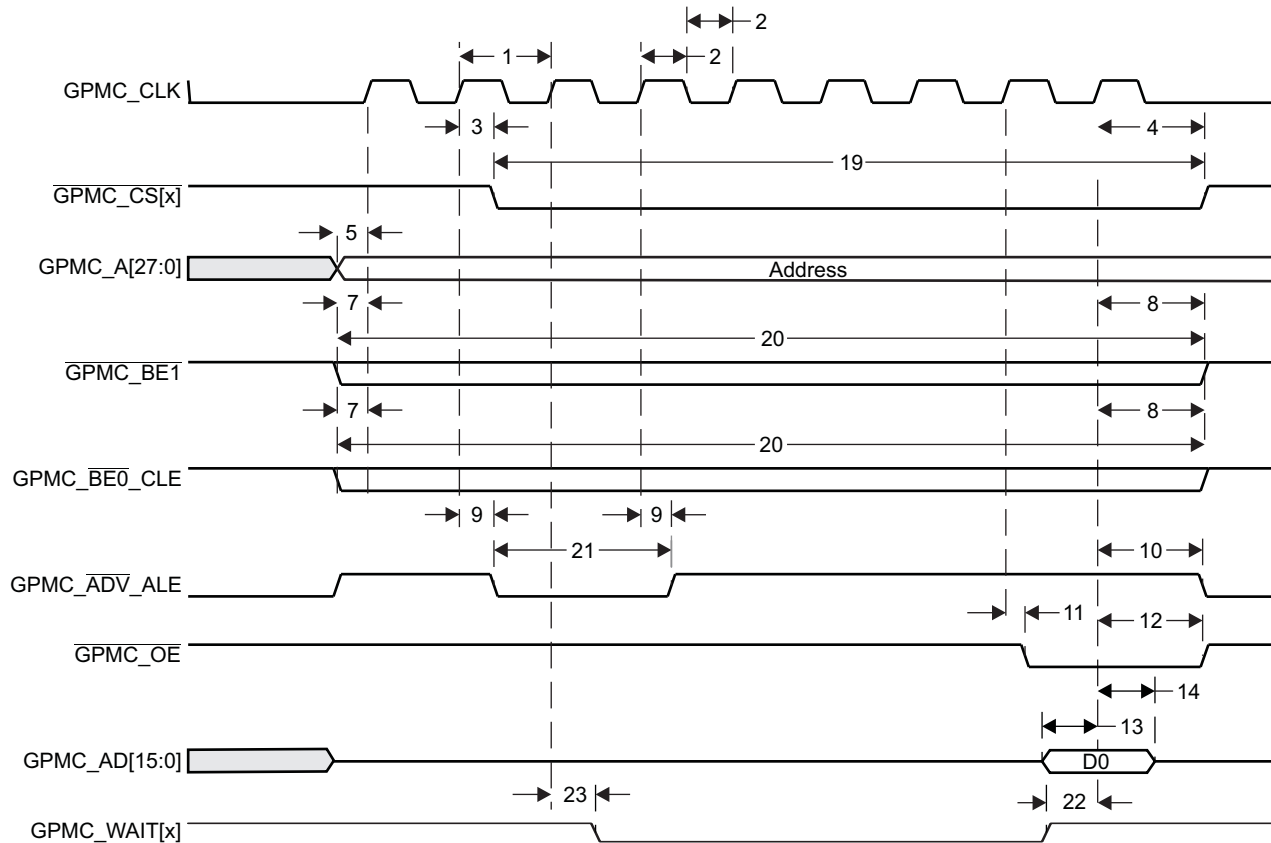 2
1
2
GPMC_CLK
3
4
19
GPMC_CS[x]
5
GPMC_A[27:0]
Address
7
8
20
GPMC_BE1
7
8
20
GPMC_BE0_CLE
9
9
21
10
GPMC_ADV_ALE
11
12
GPMC_OE
14
13
GPMC_AD[15:0]
D0
23
22
GPMC_WAIT[x]